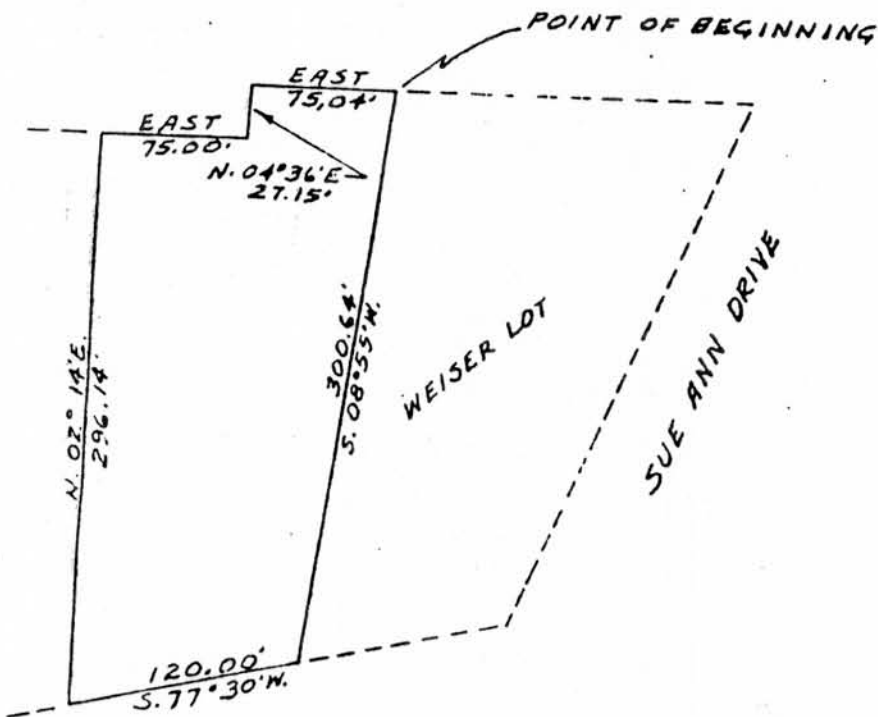 POINT OF BEGINNING
EAST
75.04'
EAST
75.00'
N. 04°36'E
27.15'
N. 02° 14'E.
296.14'
300.64'
S. 08°55'W.
WEISER LOT
SUE ANN DRIVE
120.00'
S. 77°30'W.